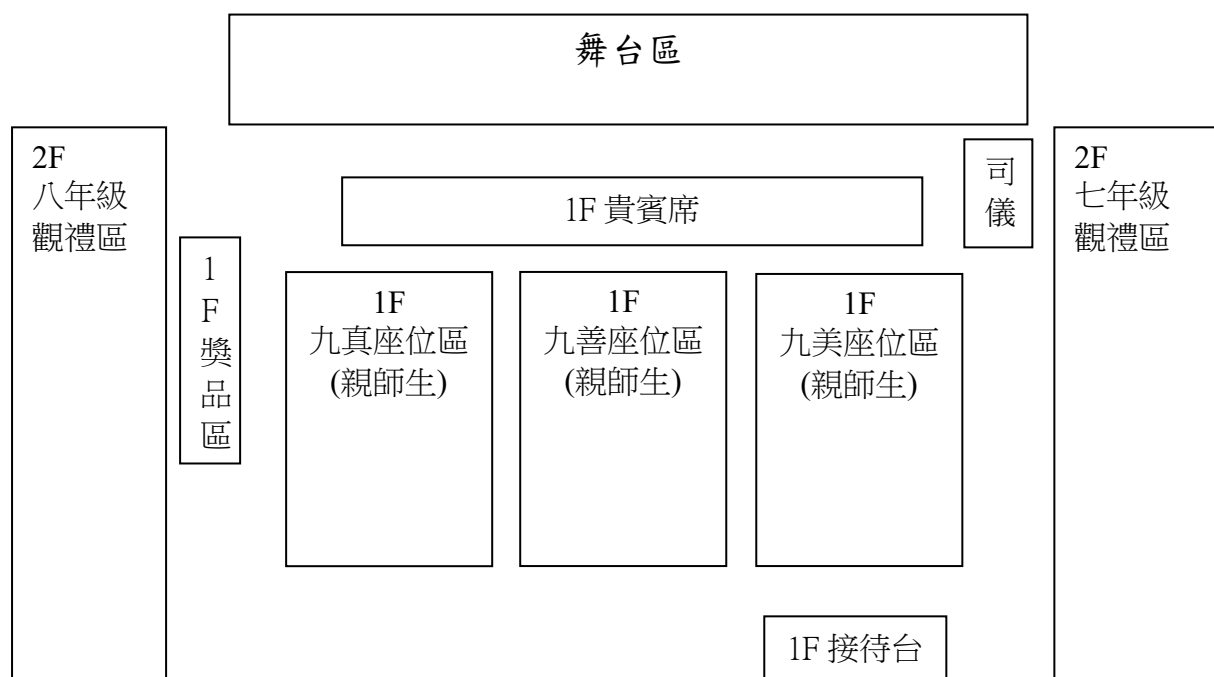 舞台區
2F
八年級
觀禮區
1F 貴賓席
司
儀
2F
七年級
觀禮區
1
F
獎
品
區
1F
九真座位區
(親師生)
1F
九善座位區
(親師生)
1F
九美座位區
(親師生)
1F 接待台